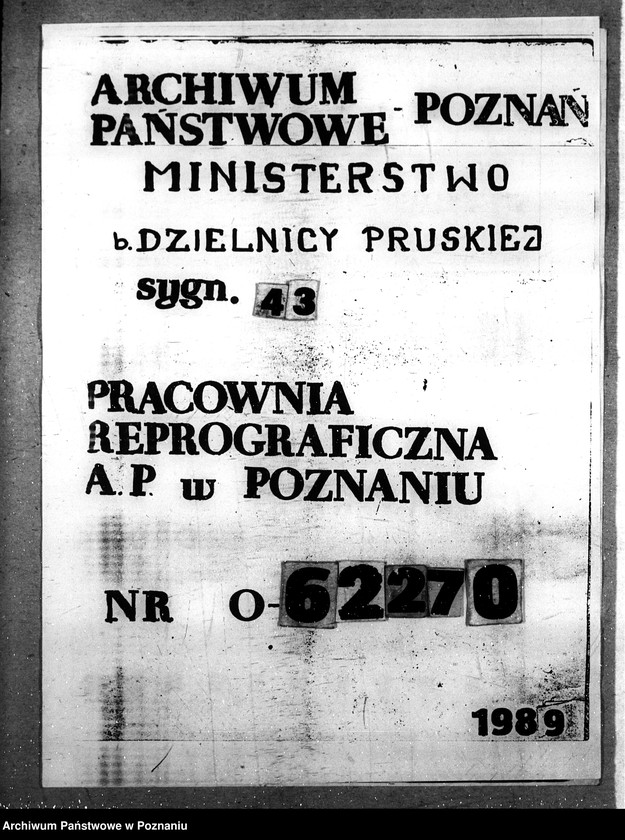 ARCHIWUM
PAŃSTWOWE - POZNAŃ
MINISTERSTWO
b. DZIELNICY PRUSKIEJ
sygn. 43
PRACOWNIA
REPROGRAFICZNA
A. P. w POZNANIU
NR O-62270
1989
Archiwum Państwowe w Poznaniu